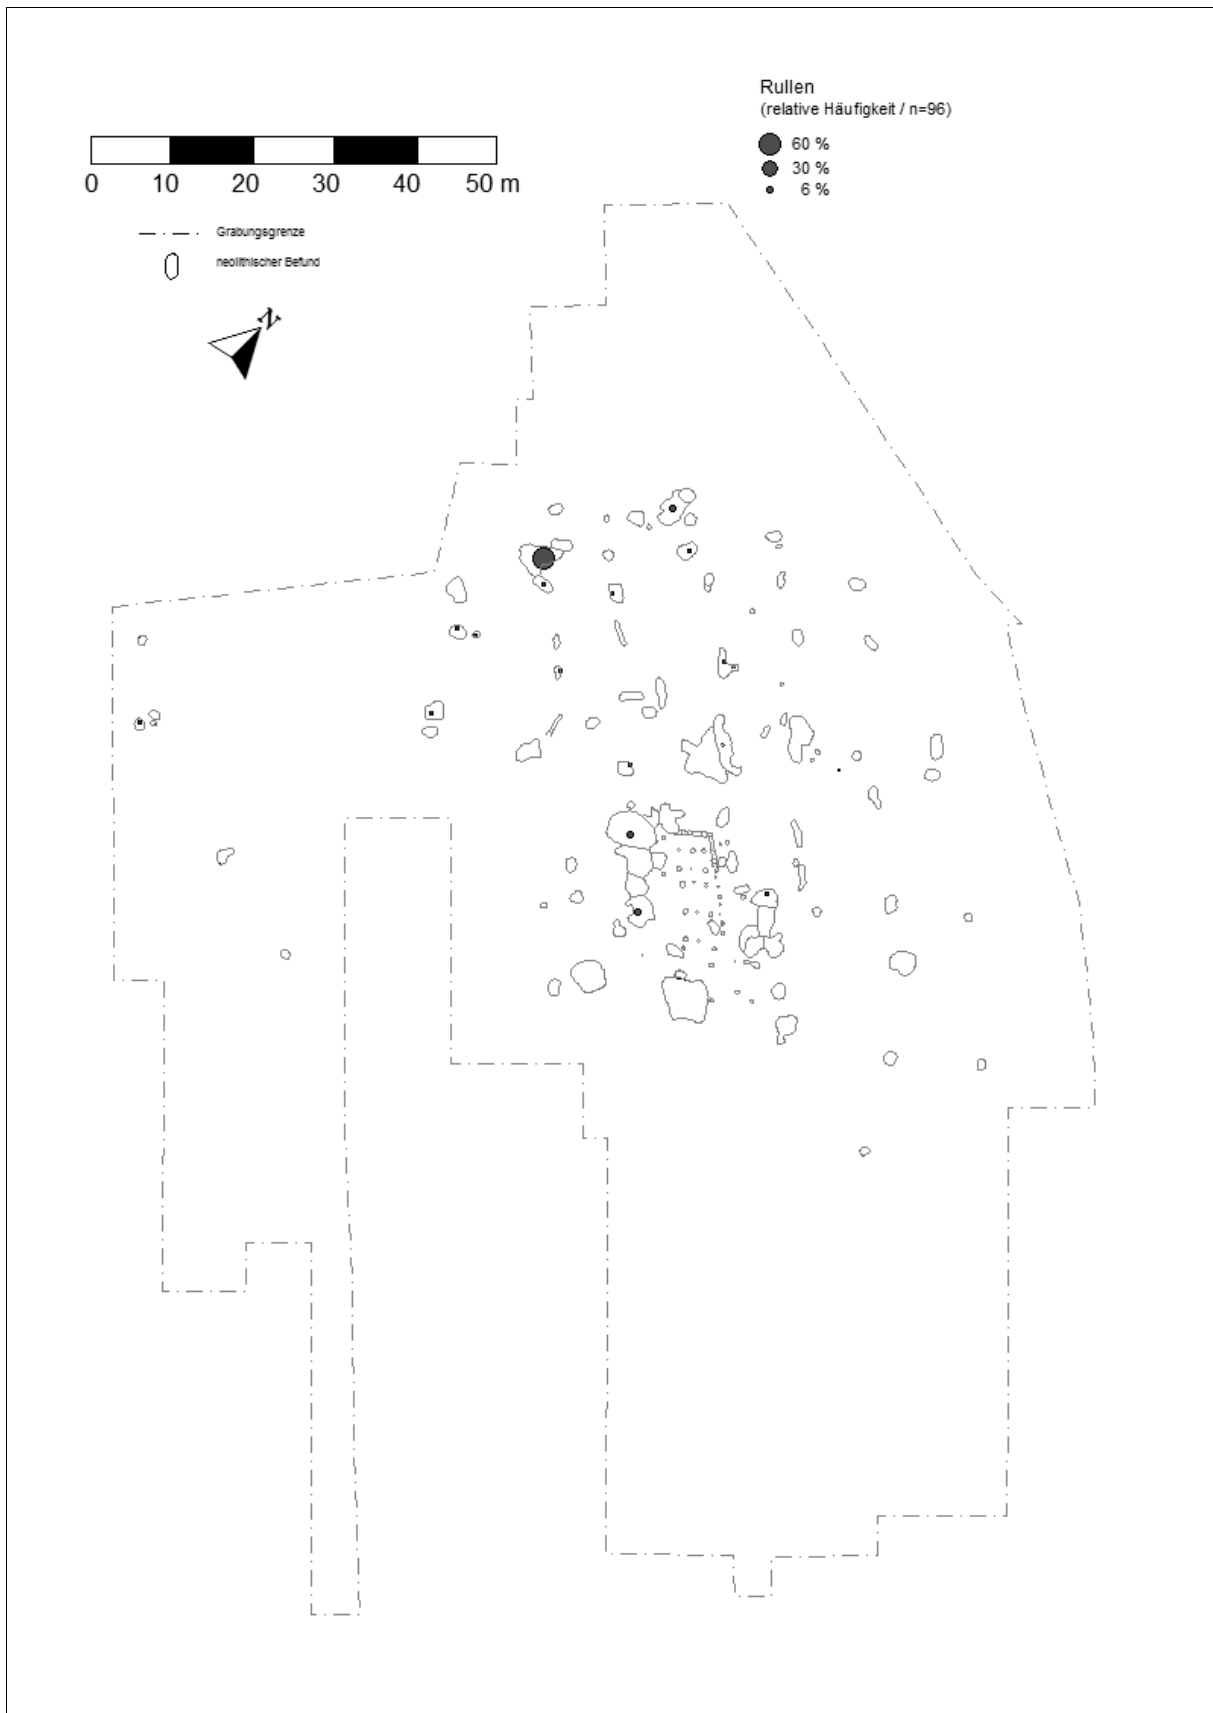 Rullen
(relative Häufigkeit / n=96)
60 %
30 %
6 %
0 10 20 30 40 50 m
Grabungsgrenze
neolithischer Befund
N